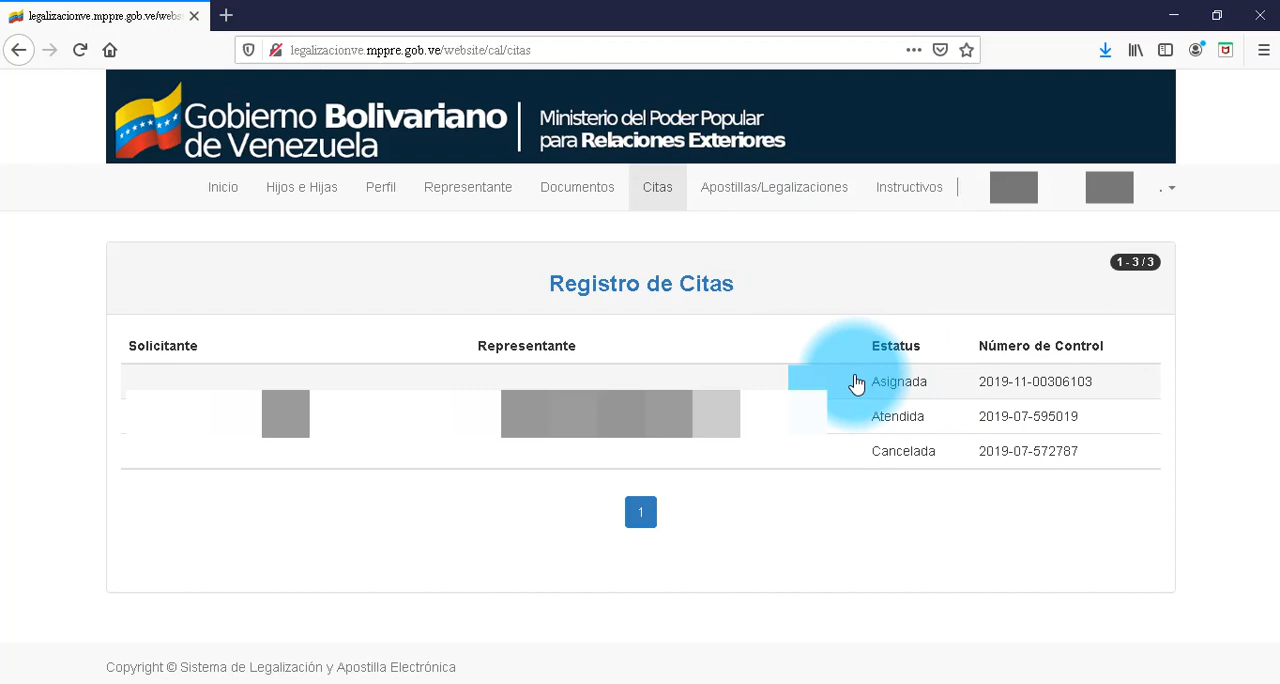 legalizacionve.mppre.gob.ve/webs
legalizacionve.mppre.gob.ve/website/cal/citas
Gobierno Bolivariano
de Venezuela
Ministerio del Poder Popular
para Relaciones Exteriores
Inicio Hijos e Hijas Perfil Representante Documentos Citas Apostillas/Legalizaciones Instructivos .
1 - 3 / 3
Registro de Citas
Solicitante Representante Estatus Número de Control
Asignada 2019-11-00306103
Atendida 2019-07-595019
Cancelada 2019-07-572787
1
Copyright © Sistema de Legalización y Apostilla Electrónica